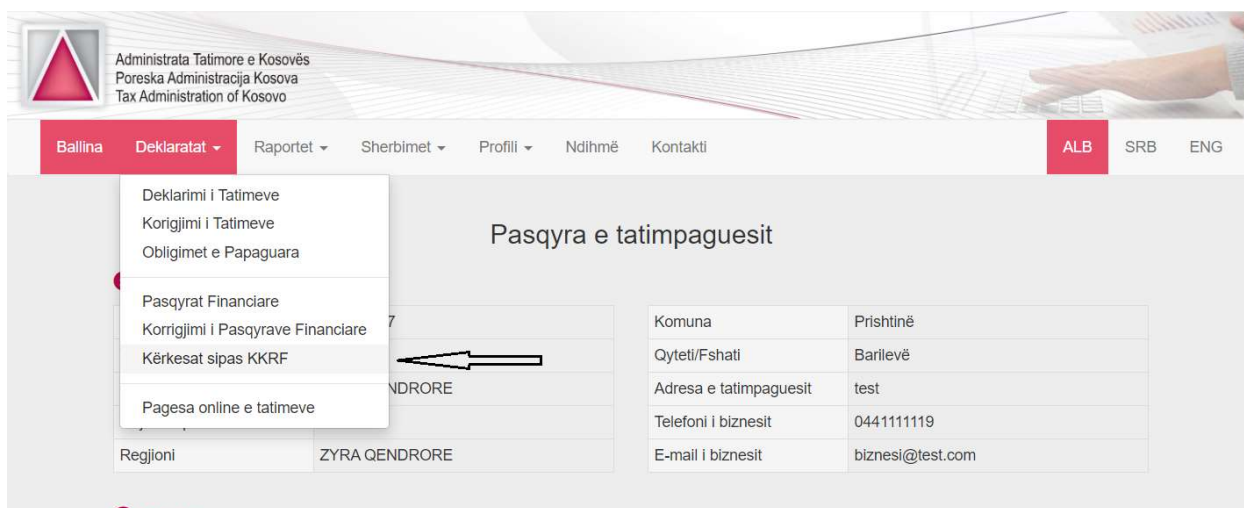 Administrata Tatimore e Kosovës
Poreska Administracija Kosova
Tax Administration of Kosovo
Ballina Deklaratat Raportet Sherbimet Profili Ndihmë Kontakti ALB SRB ENG
Deklarimi i Tatimeve
Korigjimi i Tatimeve
Obligimet e Papaguara
Pasqyra e tatimpaguesit
Pasqyrat Financiare
Korrigjimi i Pasqyrave Financiare
Kërkesat sipas KKRF
Pagesa online e tatimeve
7 Komuna Prishtinë
Qyteti/Fshati Barilevë
NDRORE Adresa e tatimpaguesit test
Telefoni i biznesit 0441111119
Regjioni ZYRA QENDRORE E-mail i biznesit biznesi@test.com